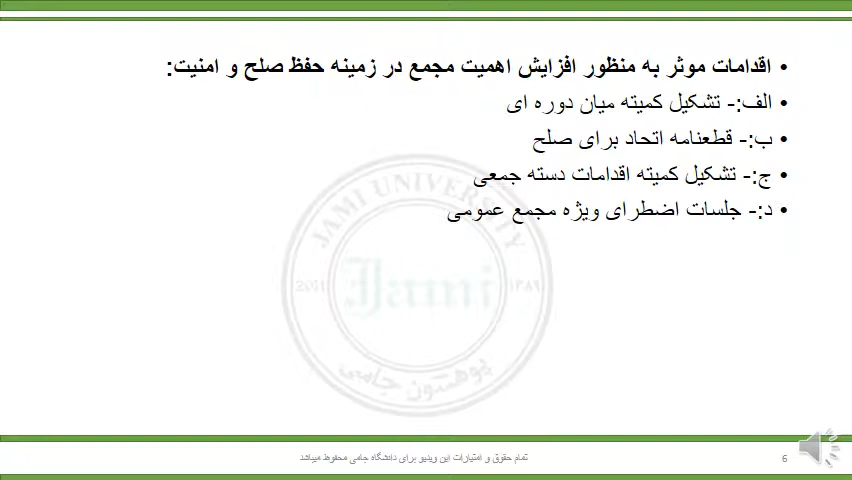 • اقدامات موثر به منظور افزایش اهمیت مجمع در زمینه حفظ صلح و امنیت:
• الف:- تشکیل کمیته میان دوره ای
• ب:- قطعنامه اتحاد برای صلح
• ج:- تشکیل کمیته اقدامات دسته جمعی
• د:- جلسات اضطرای ویژه مجمع عمومی
JAMI UNIVERSITY
2011 Jami ١٣٨٩
پوهنتون جامی
تمام حقوق و امتیازات این ویدیو برای دانشگاه جامی محفوظ میباشد
6